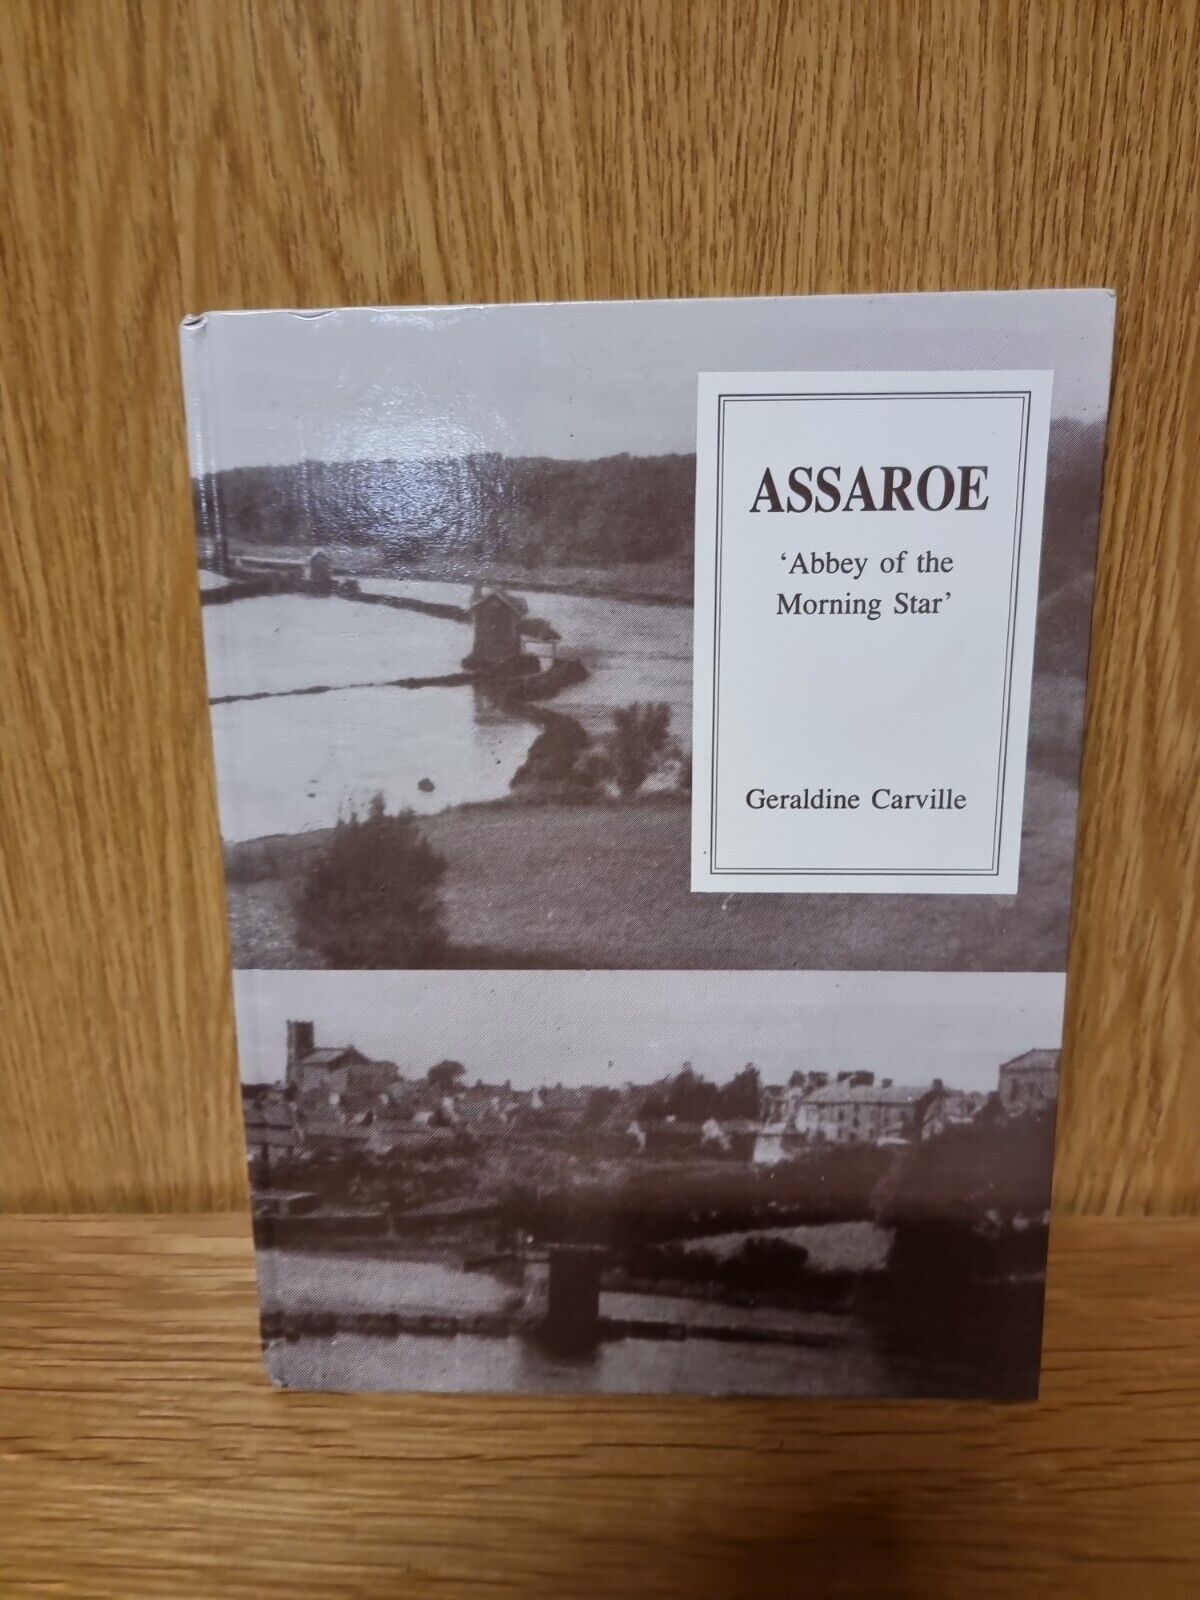 ASSAROE
‘Abbey of the
Morning Star’
Geraldine Carville